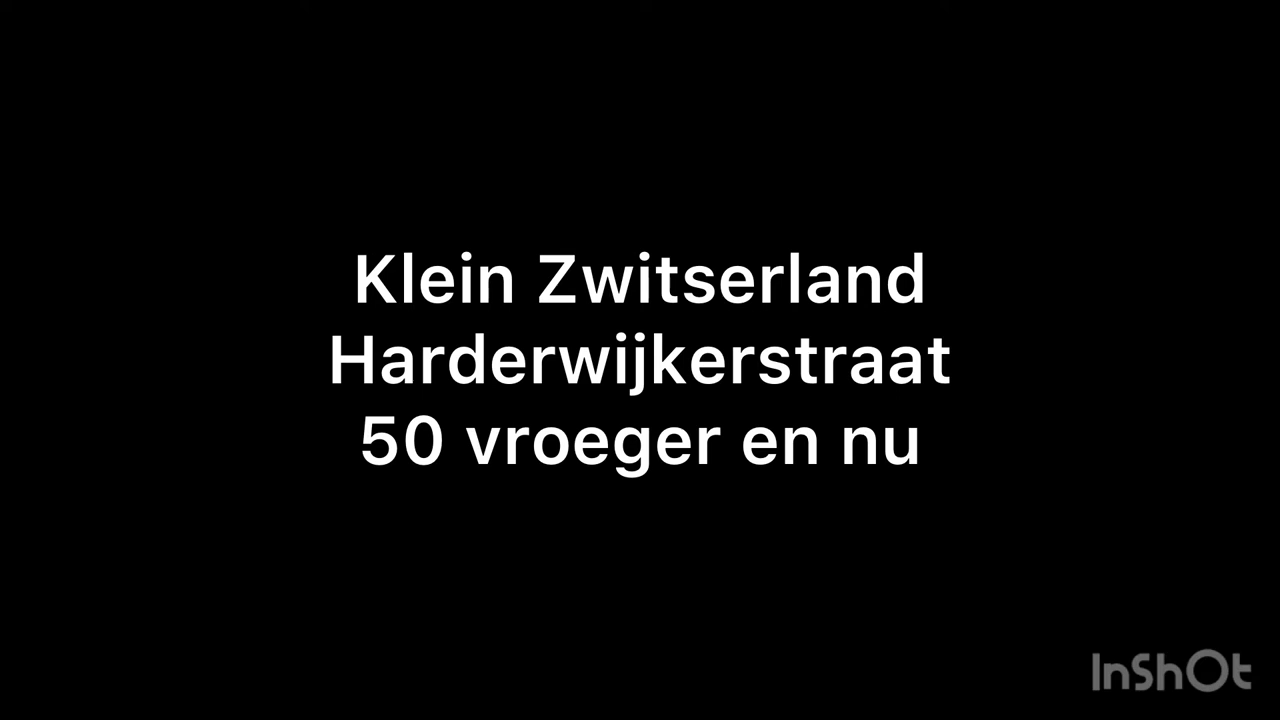 Klein Zwitserland
Harderwijkerstraat
50 vroeger en nu
InShOt